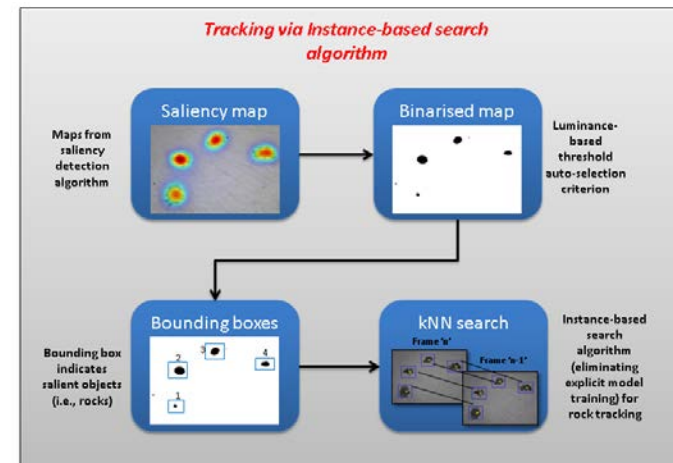 Tracking via Instance-based search
algorithm
Maps from
saliency
detection
algorithm
Saliency map
Binarised map
Luminance-
based
threshold
auto-selection
criterion
Bounding box
indicates
salient objects
(i.e., rocks)
Bounding boxes
1
2
3
4
kNN search
Frame 'n'
Frame 'n-1'
Instance-based
search
algorithm
(eliminating
explicit model
training) for
rock tracking